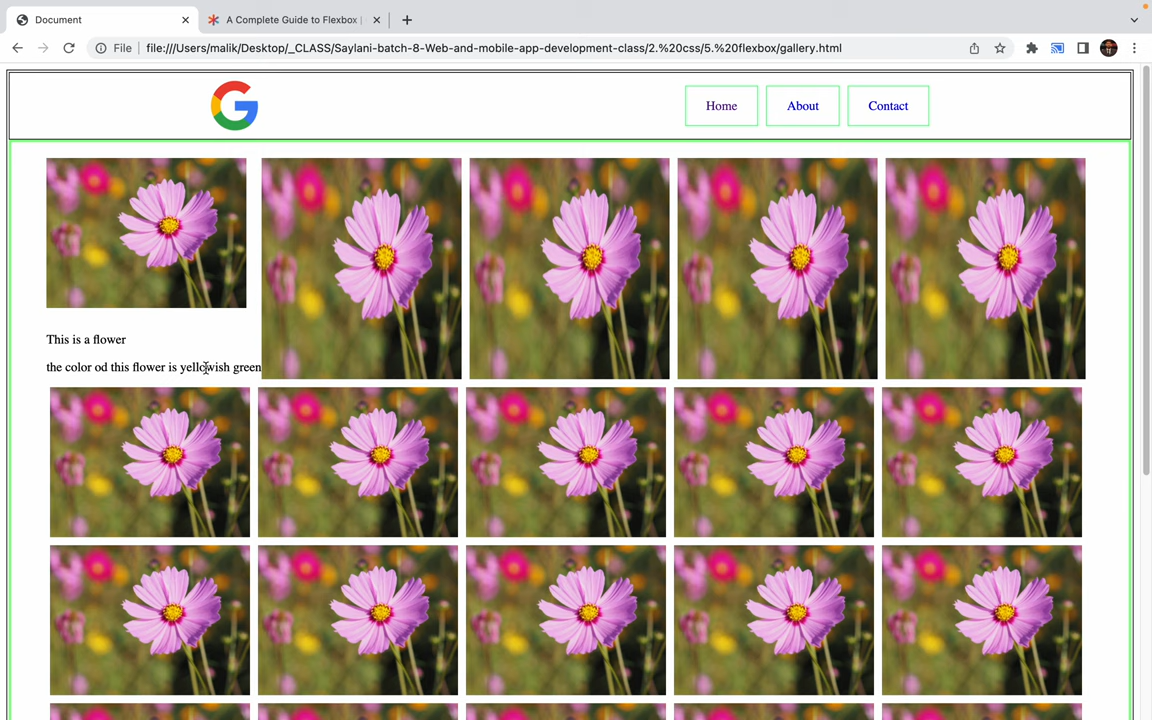 Document
A Complete Guide to Flexbox |
File
file:///Users/malik/Desktop/_CLASS/Saylani-batch-8-Web-and-mobile-app-development-class/2.%20css/5.%20flexbox/gallery.html
G
Home
About
Contact
This is a flower
the color od this flower is yellowish green